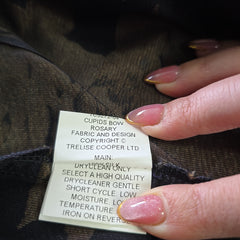 CUPIDS BOW
ROSARY
FABRIC AND DESIGN
COPYRIGHT ©
TRELISE COOPER LTD
MAIN:
DRYCLEAN ONLY
SELECT A HIGH QUALITY
DRYCLEANER GENTLE
SHORT CYCLE LOW
MOISTURE. LOW
TEMPERATURE
IRON ON REVERS